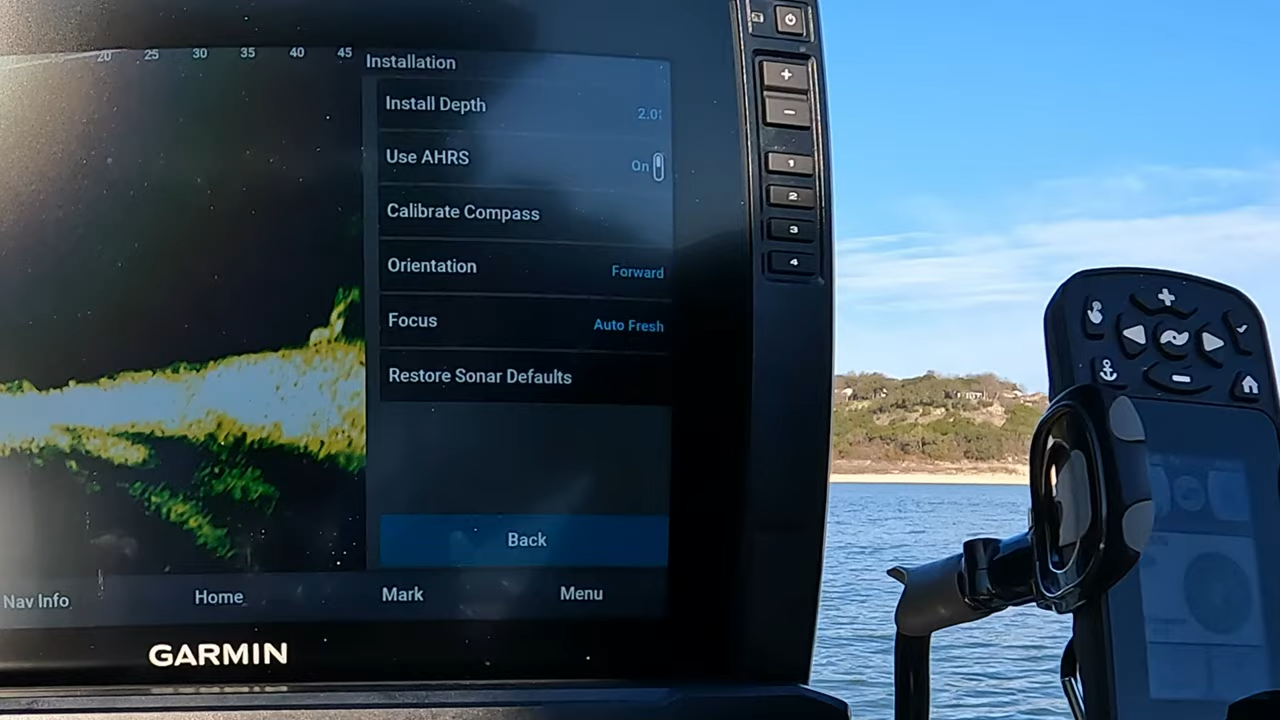 20 25 30 35 40 45
Installation
Install Depth
2.0
Use AHRS
On
Calibrate Compass
Orientation
Forward
Focus
Auto Fresh
Restore Sonar Defaults
Back
Nav Info
Home
Mark
Menu
GARMIN
+
−
1
2
3
4